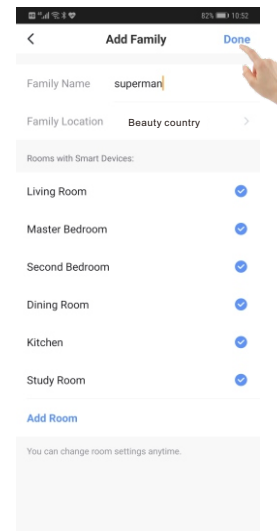 82% 10:52
Add Family Done
Family Name superman
Family Location Beauty country
Rooms with Smart Devices:
Living Room
Master Bedroom
Second Bedroom
Dining Room
Kitchen
Study Room
Add Room
You can change room settings anytime.